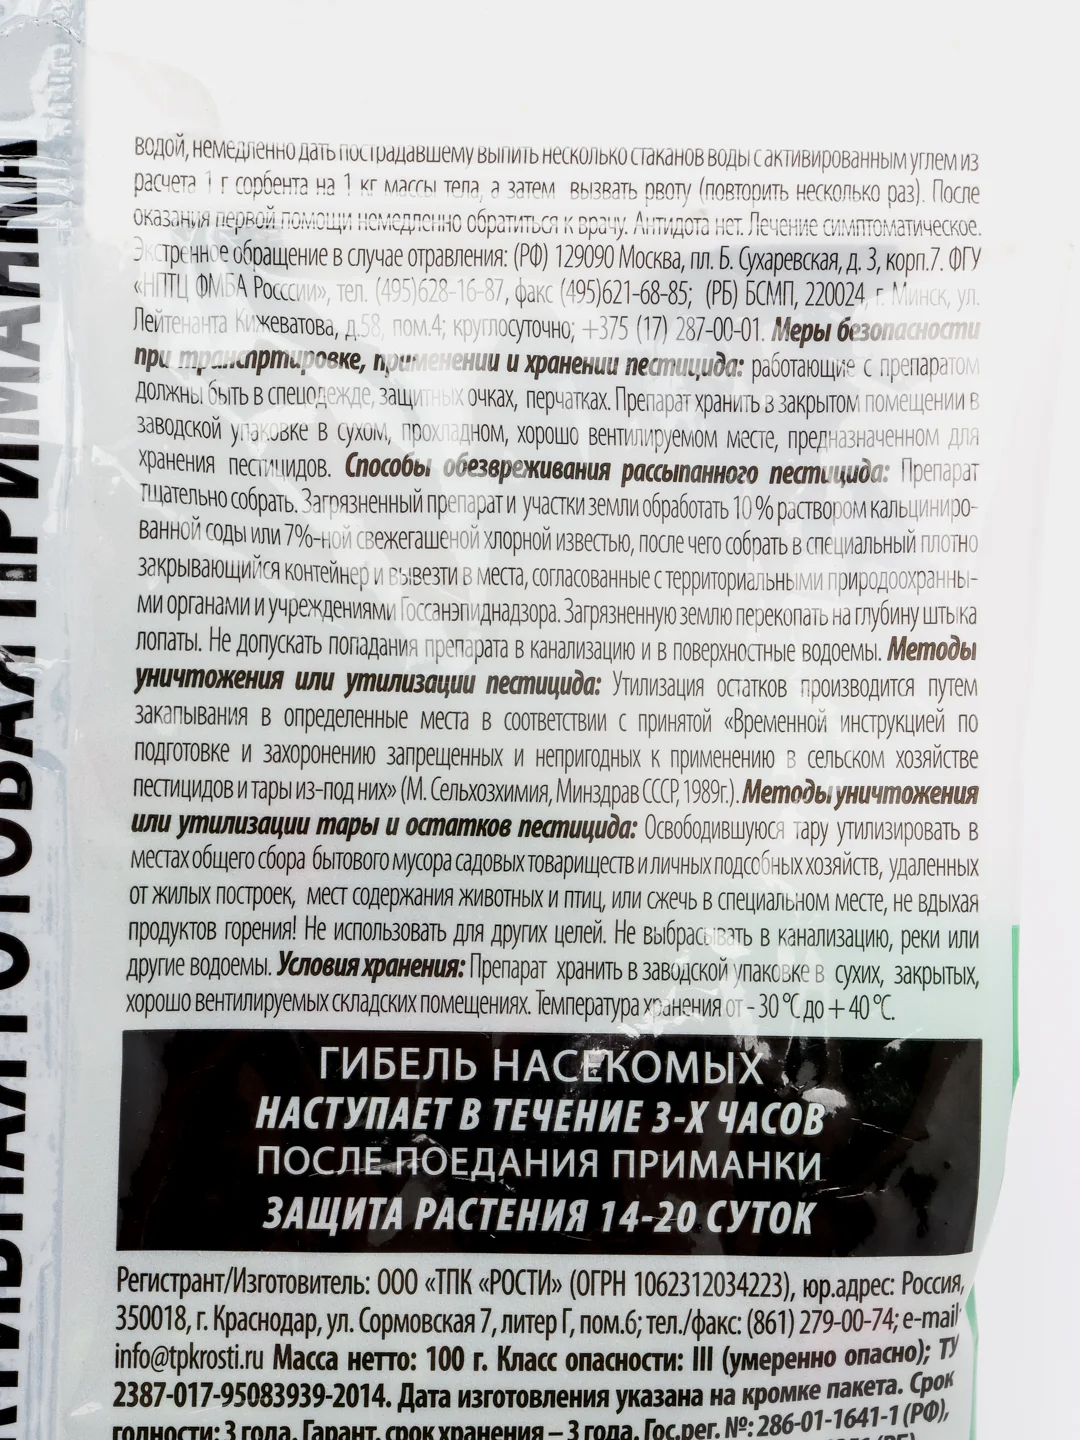 водой, немедленно дать пострадавшему выпить несколько стаканов воды с активированным углем из
расчета 1 г сорбента на 1 кг массы тела, а затем вызвать рвоту (повторить несколько раз). После
оказания первой помощи немедленно обратиться к врачу. Антидота нет. Лечение симптоматическое.
Экстренное обращение в случае отравления: (РФ) 129090 Москва, пл. Б. Сухаревская, д. 3, корп.7. ФГУ
«НПТЦ ФМБА Росссии», тел. (495)628-16-87, факс (495)621-68-85; (РБ) БСМП, 220024, г. Минск, ул.
Лейтенанта Кижеватова, д.58, пом.4; круглосуточно; +375 (17) 287-00-01. Меры безопасности
при транспртировке, применении и хранении пестицида: работающие с препаратом
должны быть в спецодежде, защитных очках, перчатках. Препарат хранить в закрытом помещении в
заводской упаковке в сухом, прохладном, хорошо вентилируемом месте, предназначенном для
хранения пестицидов. Способы обезвреживания рассыпанного пестицида: Препарат
тщательно собрать. Загрязненный препарат и участки земли обработать 10 % раствором кальциниро-
ванной соды или 7%-ной свежегашеной хлорной известью, после чего собрать в специальный плотно
закрывающийся контейнер и вывезти в места, согласованные с территориальными природоохранны-
ми органами и учреждениями Госсанэпиднадзора. Загрязненную землю перекопать на глубину штыка
лопаты. Не допускать попадания препарата в канализацию и в поверхностные водоемы. Методы
уничтожения или утилизации пестицида: Утилизация остатков производится путем
закапывания в определенные места в соответствии с принятой «Временной инструкцией по
подготовке и захоронению запрещенных и непригодных к применению в сельском хозяйстве
пестицидов и тары из-под них» (М. Сельхозхимия, Минздрав СССР, 1989г.). Методы уничтожения
или утилизации тары и остатков пестицида: Освободившуюся тару утилизировать в
местах общего сбора бытового мусора садовых товариществ и личных подсобных хозяйств, удаленных
от жилых построек, мест содержания животных и птиц, или сжечь в специальном месте, не вдыхая
продуктов горения! Не использовать для других целей. Не выбрасывать в канализацию, реки или
другие водоемы. Условия хранения: Препарат хранить в заводской упаковке в сухих, закрытых,
хорошо вентилируемых складских помещениях. Температура хранения от - 30 °С до + 40 °С.
ГИБЕЛЬ НАСЕКОМЫХ
НАСТУПАЕТ В ТЕЧЕНИЕ 3-Х ЧАСОВ
ПОСЛЕ ПОЕДАНИЯ ПРИМАНКИ
ЗАЩИТА РАСТЕНИЯ 14-20 СУТОК
Регистрант/Изготовитель: ООО «ТПК «РОСТИ» (ОГРН 1062312034223), юр.адрес: Россия,
350018, г. Краснодар, ул. Сормовская 7, литер Г, пом.6; тел./факс: (861) 279-00-74; e-mail:
info@tpkrosti.ru Масса нетто: 100 г. Класс опасности: III (умеренно опасно); ТУ
2387-017-95083939-2014. Дата изготовления указана на кромке пакета. Срок
годности: 3 года. Гарант. срок хранения – 3 года. Гос.рег. №: 286-01-1641-1 (РФ),
ГОТОВАЯ ПРИМАНКА